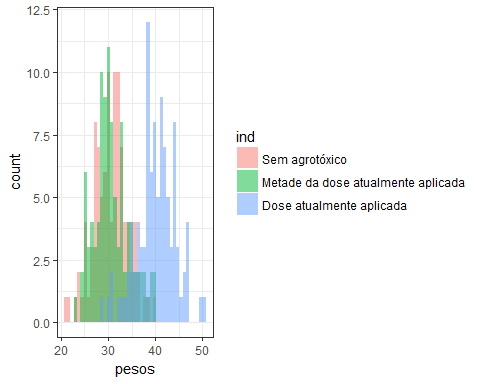 12.5
10.0
7.5
5.0
2.5
0.0
count
20
30
40
50
pesos
ind
Sem agrotóxico
Metade da dose atualmente aplicada
Dose atualmente aplicada